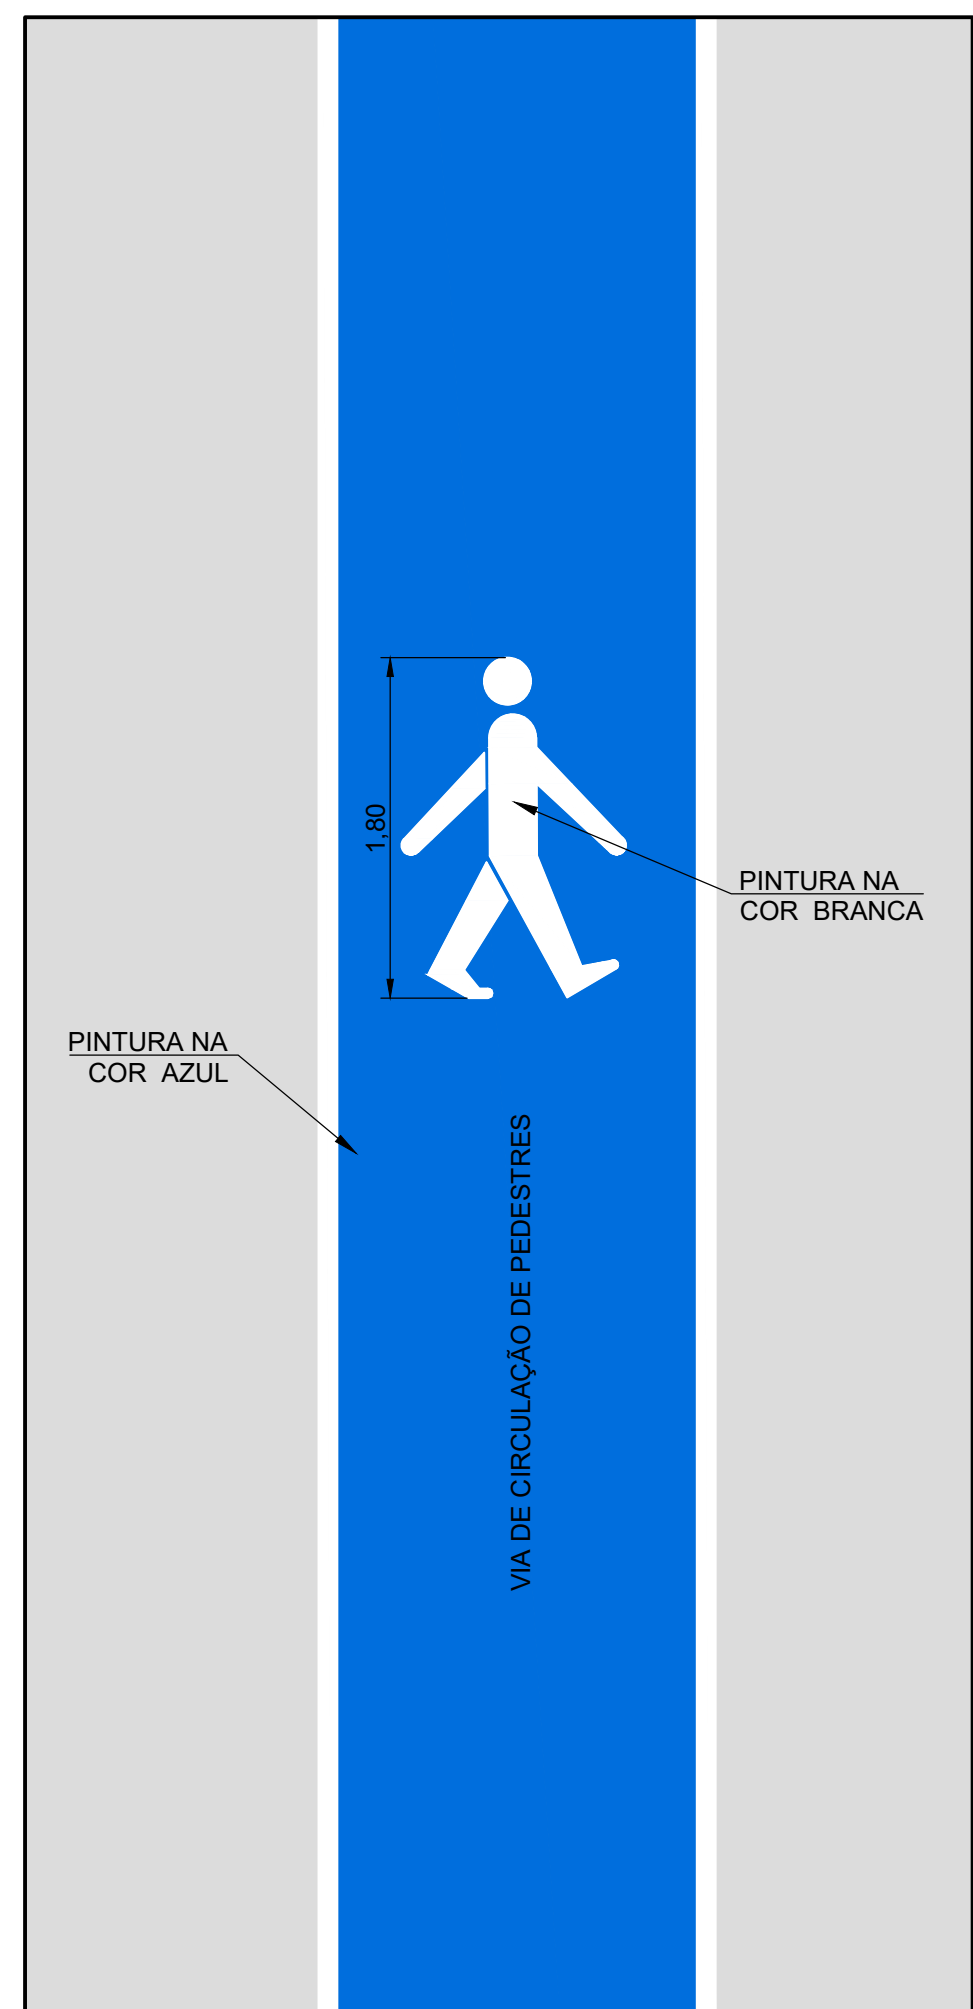 1,80
PINTURA NA
COR BRANCA
PINTURA NA
COR AZUL
VIA DE CIRCULAÇÃO DE PEDESTRES